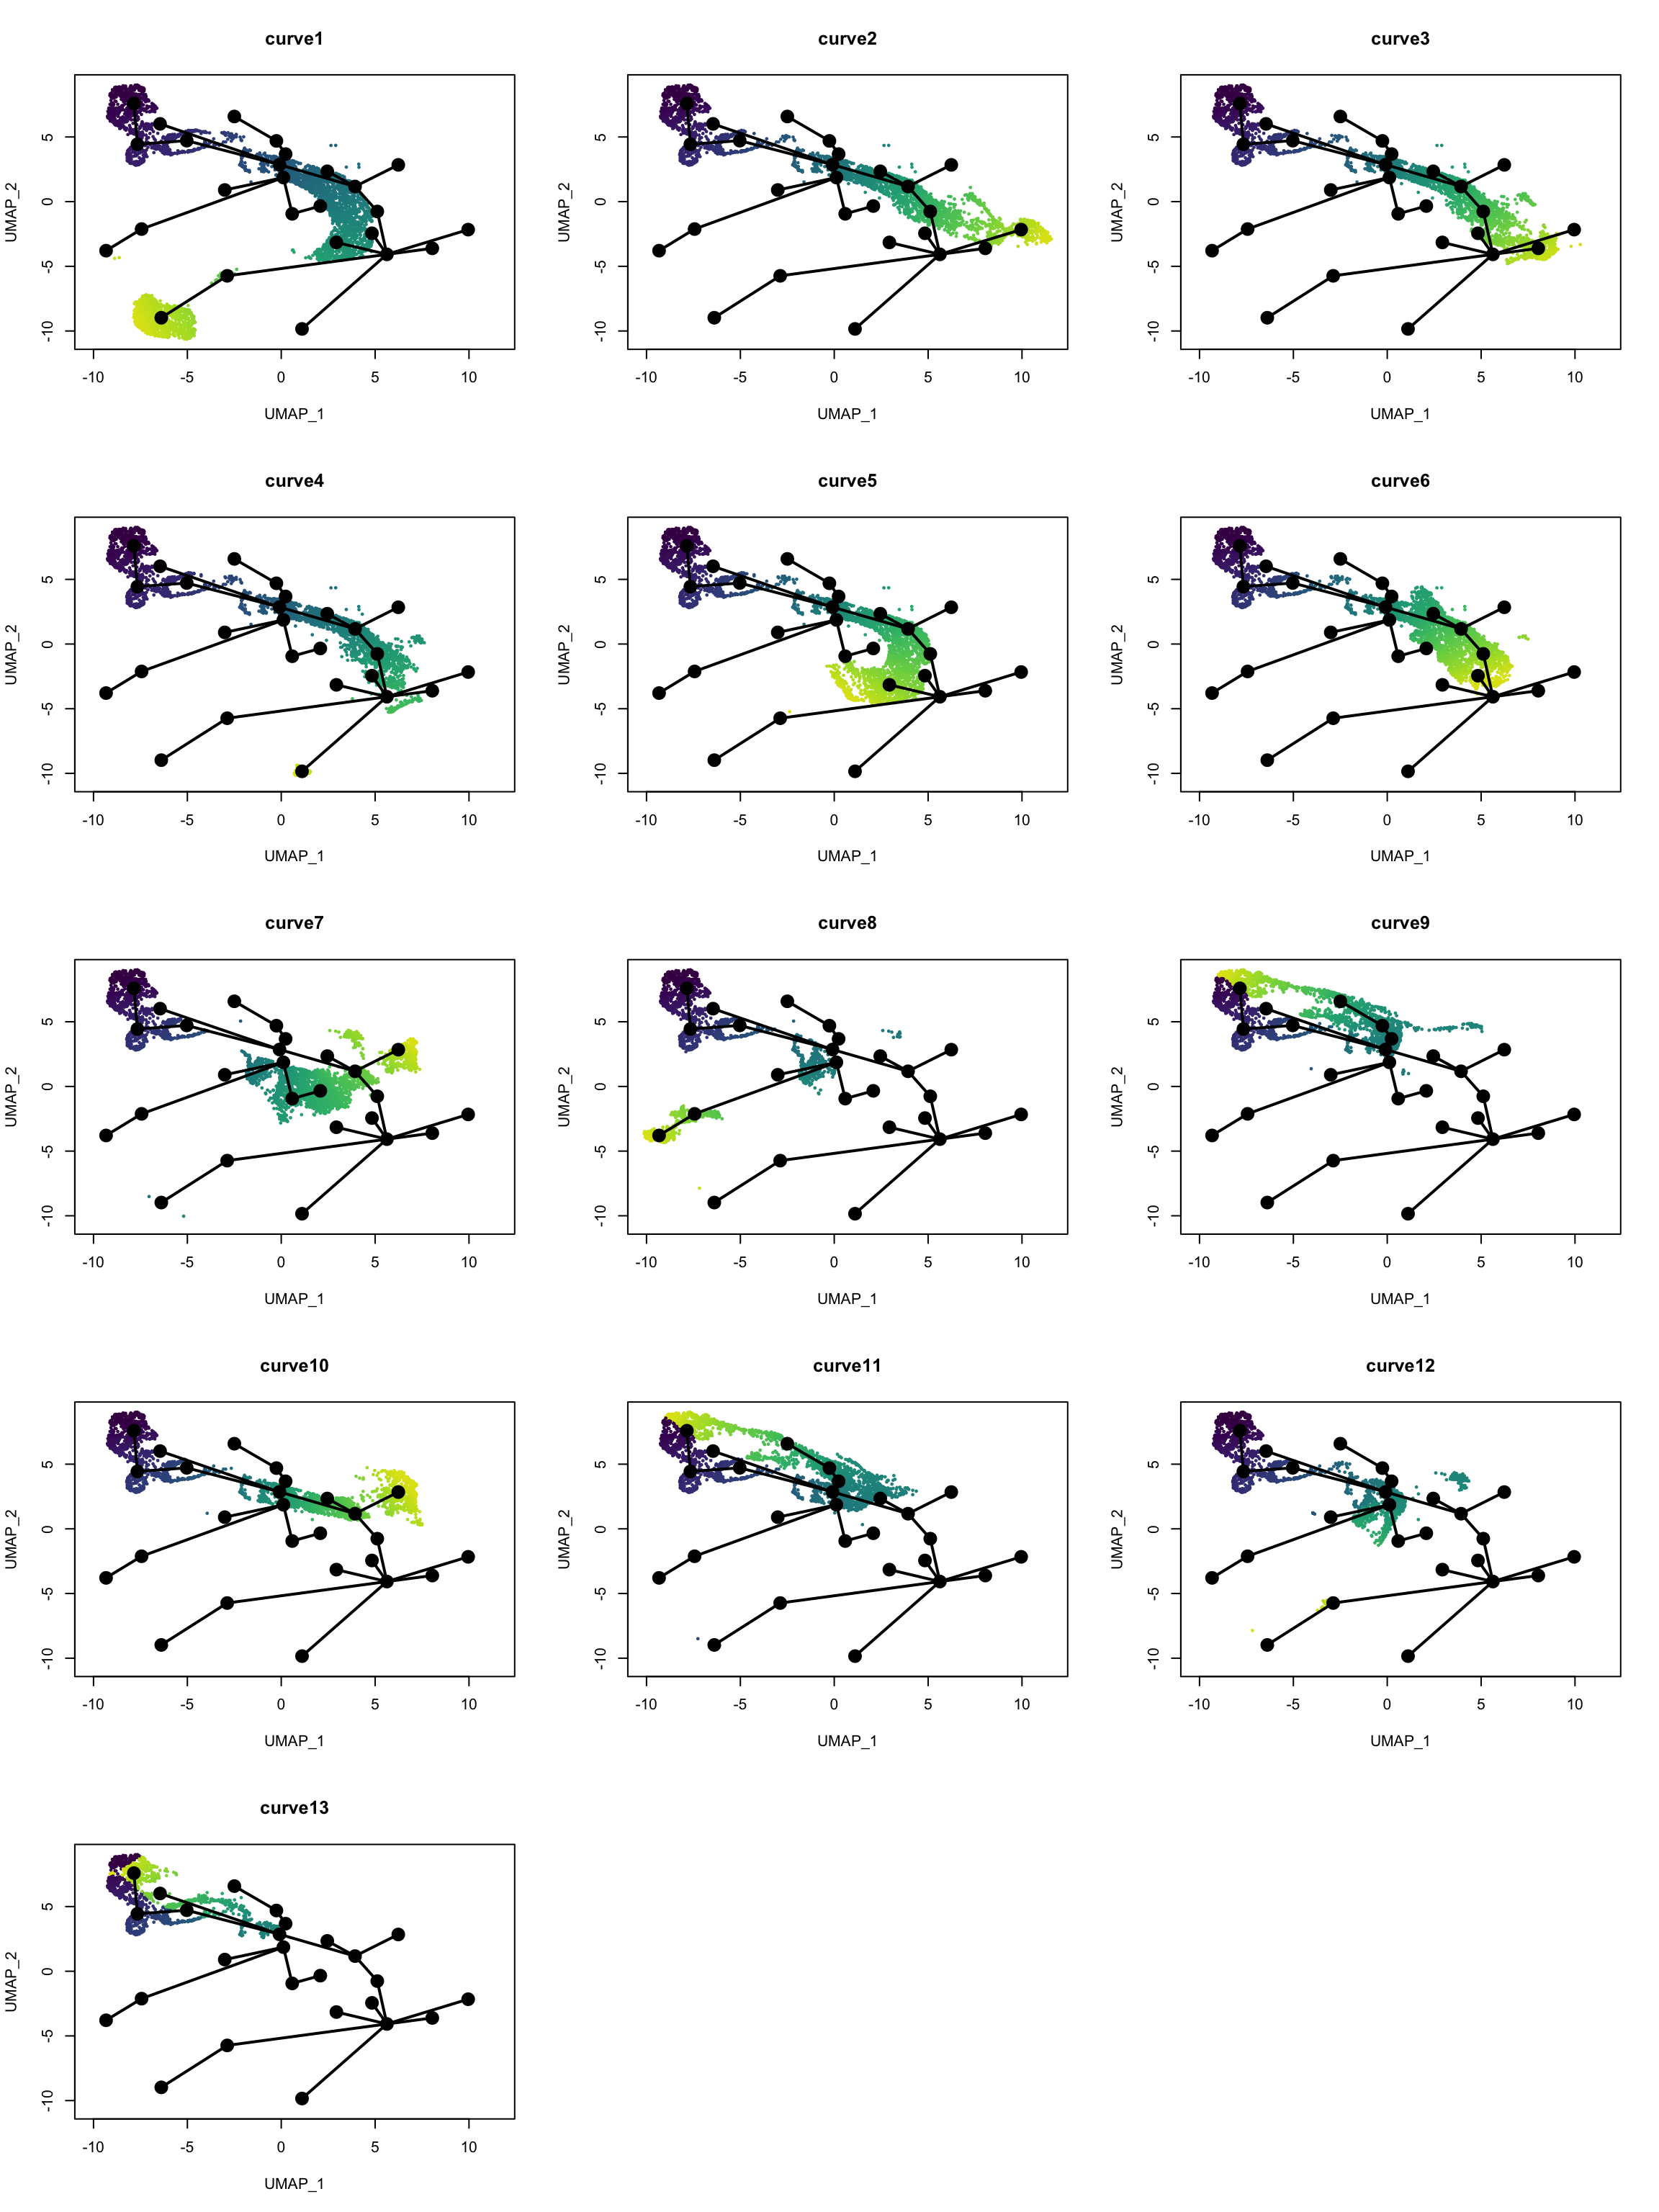 curve1 curve2 curve3
5 5 5
0 0 0
-5 -5 -5
-10 -10 -10
UMAP_2 UMAP_2 UMAP_2
-10 -5 0 5 10 -10 -5 0 5 10 -10 -5 0 5 10
UMAP_1 UMAP_1 UMAP_1
curve4 curve5 curve6
5 5 5
0 0 0
-5 -5 -5
-10 -10 -10
UMAP_2 UMAP_2 UMAP_2
-10 -5 0 5 10 -10 -5 0 5 10 -10 -5 0 5 10
UMAP_1 UMAP_1 UMAP_1
curve7 curve8 curve9
5 5 5
0 0 0
-5 -5 -5
-10 -10 -10
UMAP_2 UMAP_2 UMAP_2
-10 -5 0 5 10 -10 -5 0 5 10 -10 -5 0 5 10
UMAP_1 UMAP_1 UMAP_1
curve10 curve11 curve12
5 5 5
0 0 0
-5 -5 -5
-10 -10 -10
UMAP_2 UMAP_2 UMAP_2
-10 -5 0 5 10 -10 -5 0 5 10 -10 -5 0 5 10
UMAP_1 UMAP_1 UMAP_1
curve13
5
0
-5
-10
UMAP_2
-10 -5 0 5 10
UMAP_1